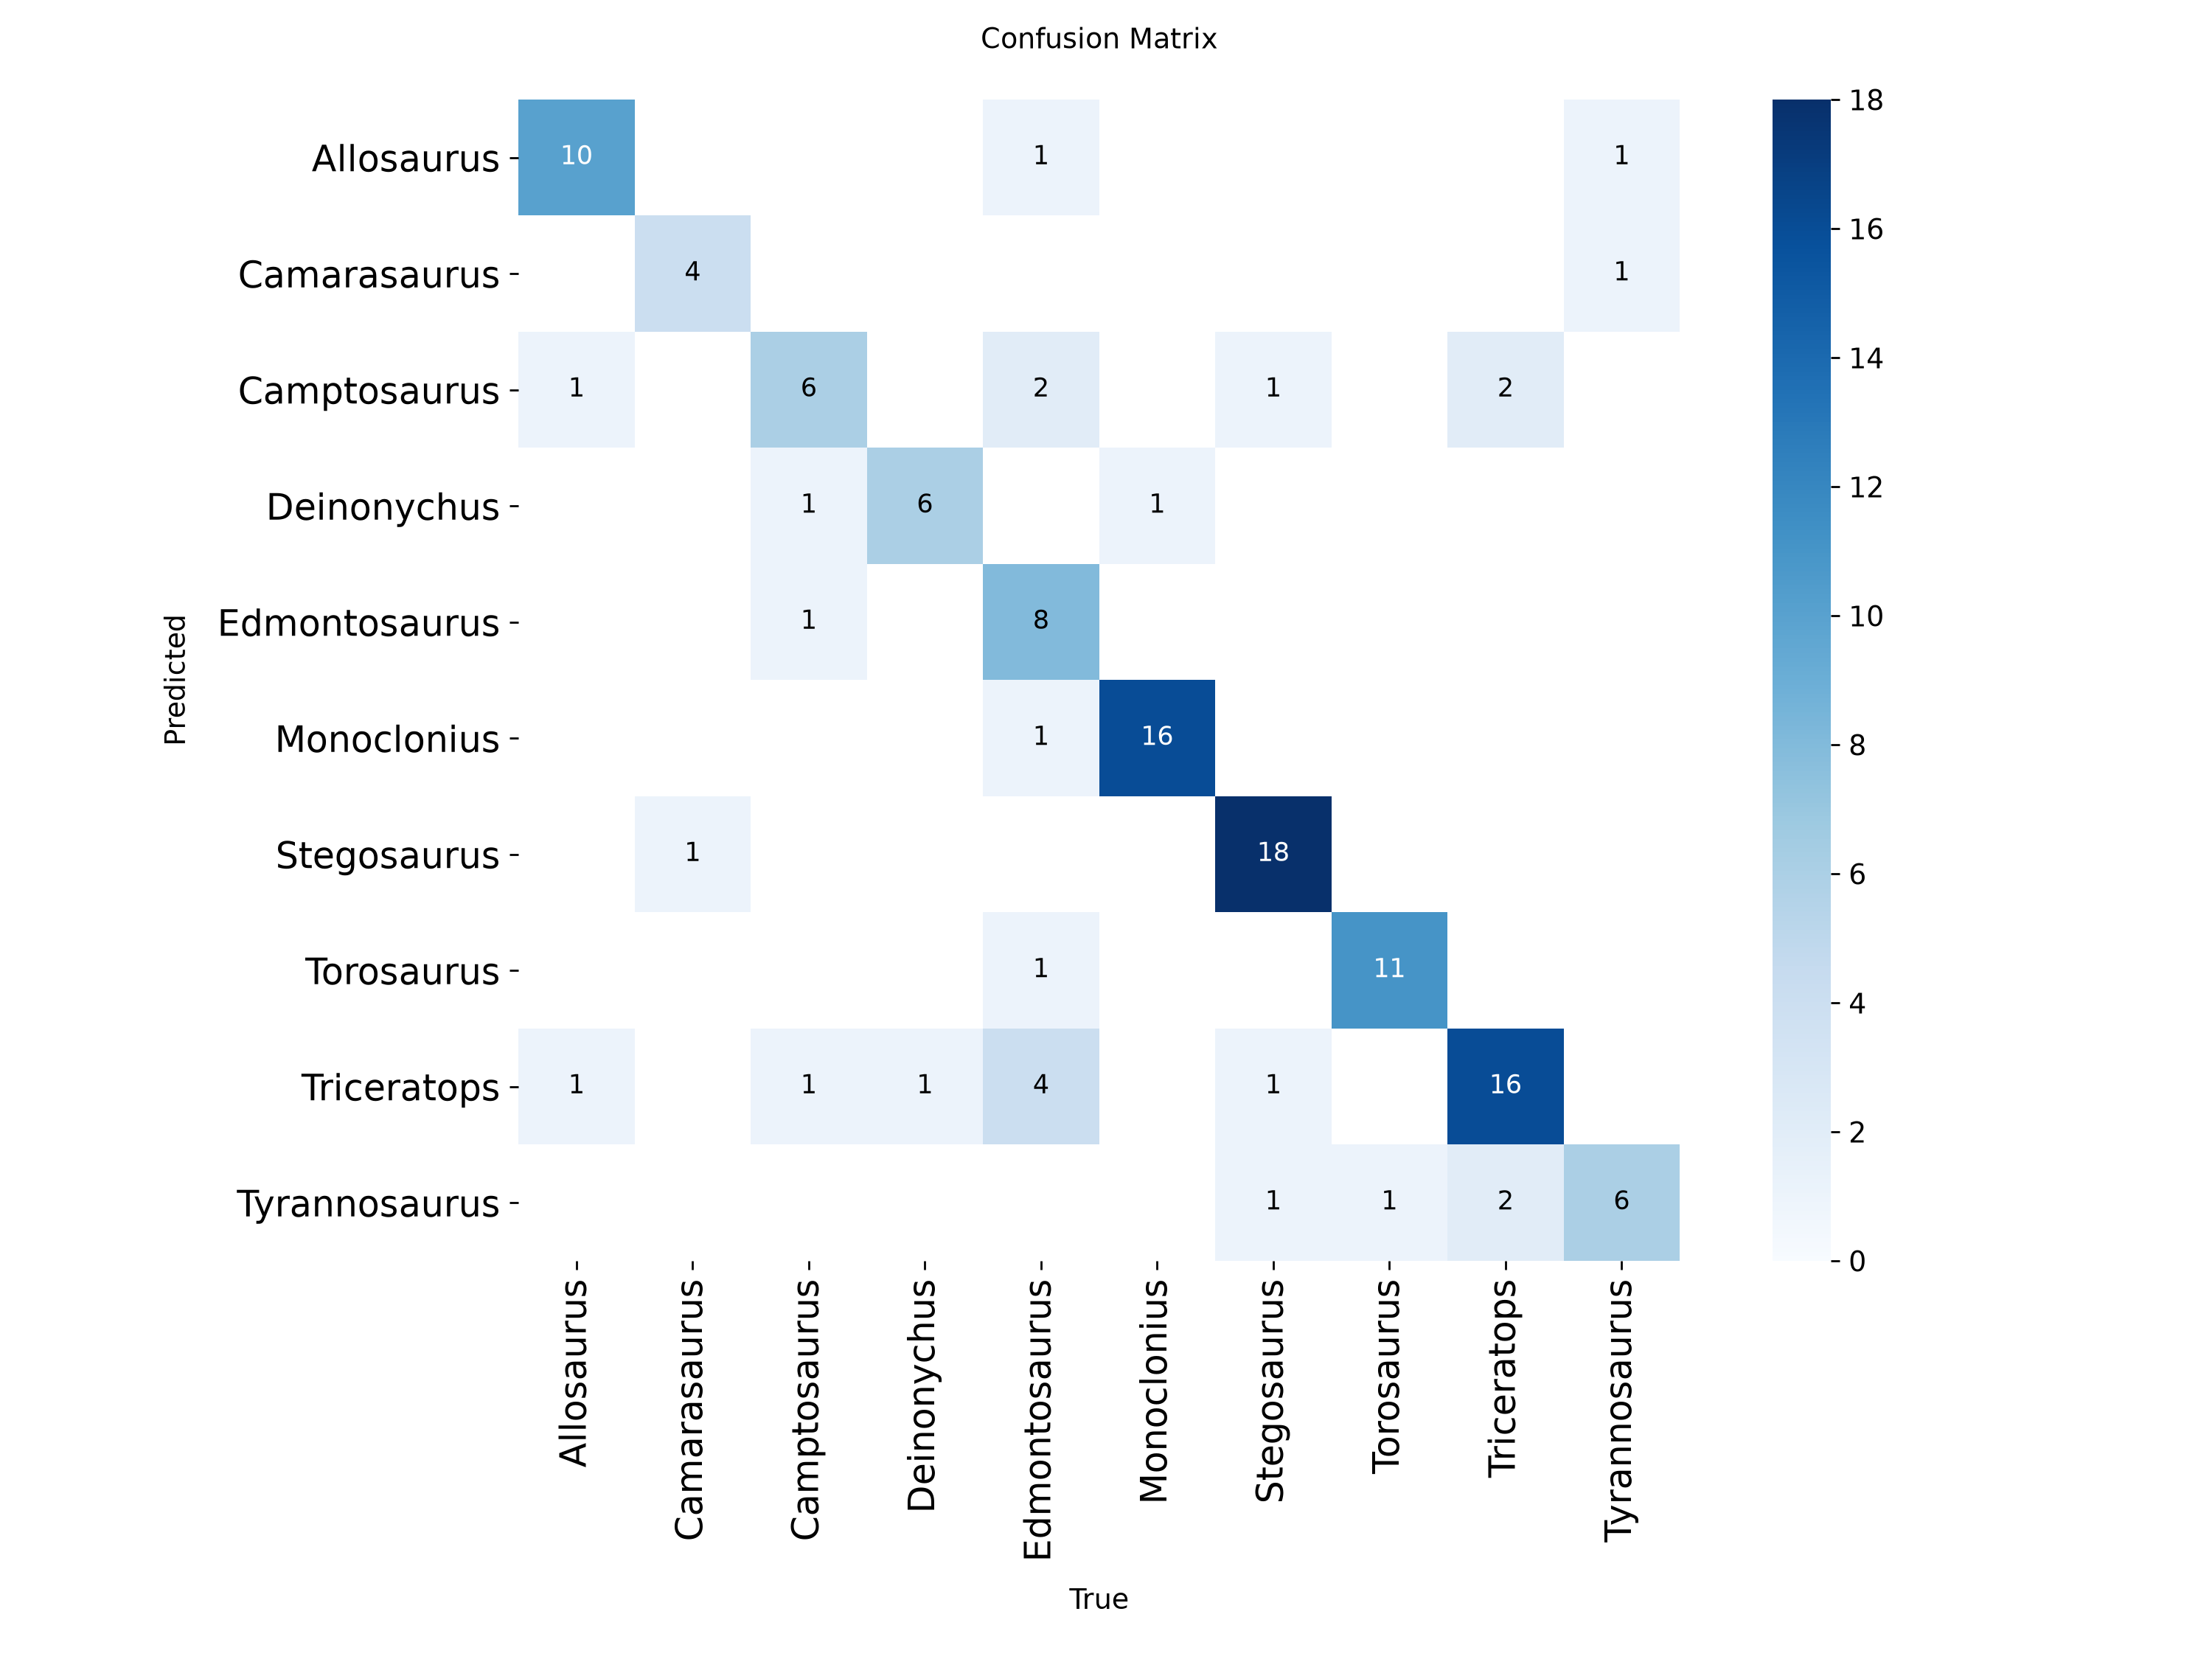 Confusion Matrix
Allosaurus 10 1 1
Camarasaurus 4 1
Camptosaurus 1 6 2 1 2
Deinonychus 1 6 1
Edmontosaurus 1 8
Monoclonius 1 16
Stegosaurus 1 18
Torosaurus 1 11
Triceratops 1 1 1 4 1 16
Tyrannosaurus 1 1 2 6
Predicted
Allosaurus
Camarasaurus
Camptosaurus
Deinonychus
Edmontosaurus
Monoclonius
Stegosaurus
Torosaurus
Triceratops
Tyrannosaurus
True
18
16
14
12
10
8
6
4
2
0